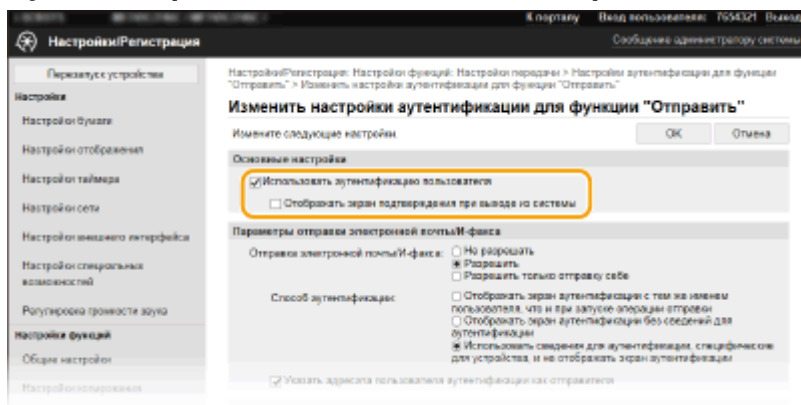 К порталу Вход пользователя: 7654321 Выход
Настройки/Регистрация
Сообщение администратору системы
Перезапуск устройства
Настройки
Настройки бумаги
Настройки отображения
Настройки таймера
Настройки сети
Настройки внешнего интерфейса
Настройки специальных
возможностей
Регулировка громкости звука
Настройки функций
Общие настройки
Настройки копирования
Настройки/Регистрация: Настройки функций: Настройки передачи > Настройки аутентификации для функции
"Отправить" > Изменить настройки аутентификации для функции "Отправить"
Изменить настройки аутентификации для функции "Отправить"
Измените следующие настройки.
OK Отмена
Основные настройки
Использовать аутентификацию пользователя
Отображать экран подтверждения при выводе из системы
Параметры отправки электронной почты/И-факса
Отправка электронной почты/И-факса:
Не разрешать
Разрешить
Разрешить только отправку себе
Способ аутентификации:
Отображать экран аутентификации с тем же именем
пользователя, что и при запуске операции отправки
Отображать экран аутентификации без сведений для
аутентификации
Использовать сведения для аутентификации, специфические
для устройства, и не отображать экран аутентификации
Указать адресата пользователя аутентификации как отправителя